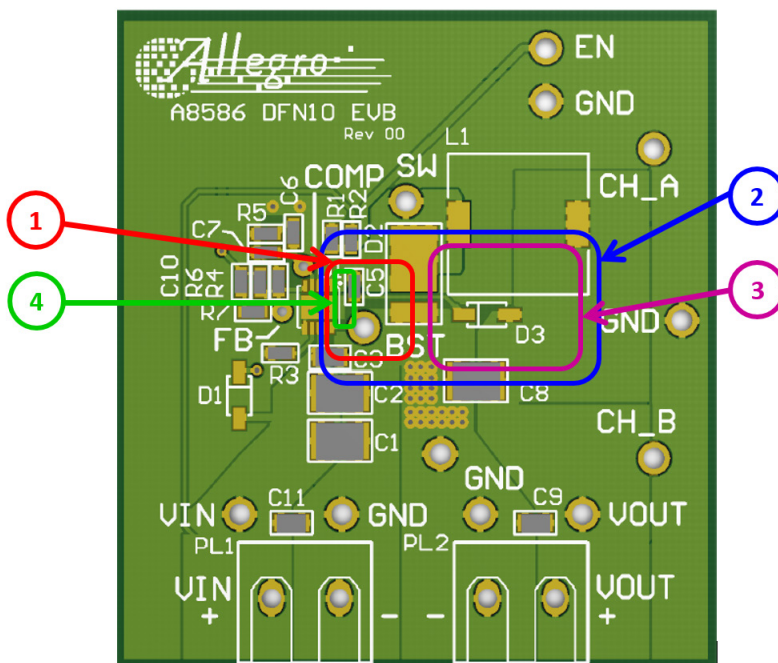 Allegro
A8586 DFN10 EVB
Rev 00
EN
GND
L1
CH_A
COMP
SW
C6
R1
R2
D2
R5
C7
C10
R6
R4
R7
C5
FB
R3
D1
C3
BST
D3
GND
C2
C8
C1
CH_B
GND
VIN
C11
GND
C9
VOUT
PL1
PL2
VIN
+
-
-
VOUT
+
1
2
3
4